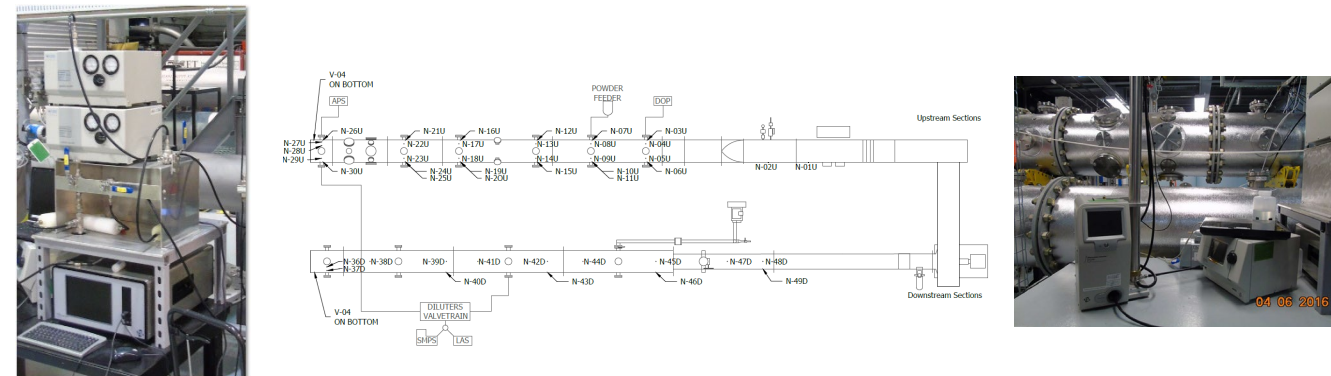 V-04
ON BOTTOM
APS
POWDER
FEEDER
DOP
Upstream Sections
N-26U
N-21U
N-16U
N-12U
N-07U
N-03U
N-27U
N-28U
N-29U
N-22U
N-17U
N-13U
N-08U
N-04U
N-23U
N-18U
N-14U
N-09U
N-05U
N-02U
N-01U
N-30U
N-24U
N-25U
N-19U
N-20U
N-15U
N-10U
N-11U
N-06U
N-36D
N-37D
N-38D
N-39D
N-41D
N-42D
N-44D
N-45D
N-47D
N-48D
N-40D
N-43D
N-46D
N-49D
Downstream Sections
V-04
ON BOTTOM
DILUTERS
VALVETRAIN
SMPS
LAS
04 06 2016